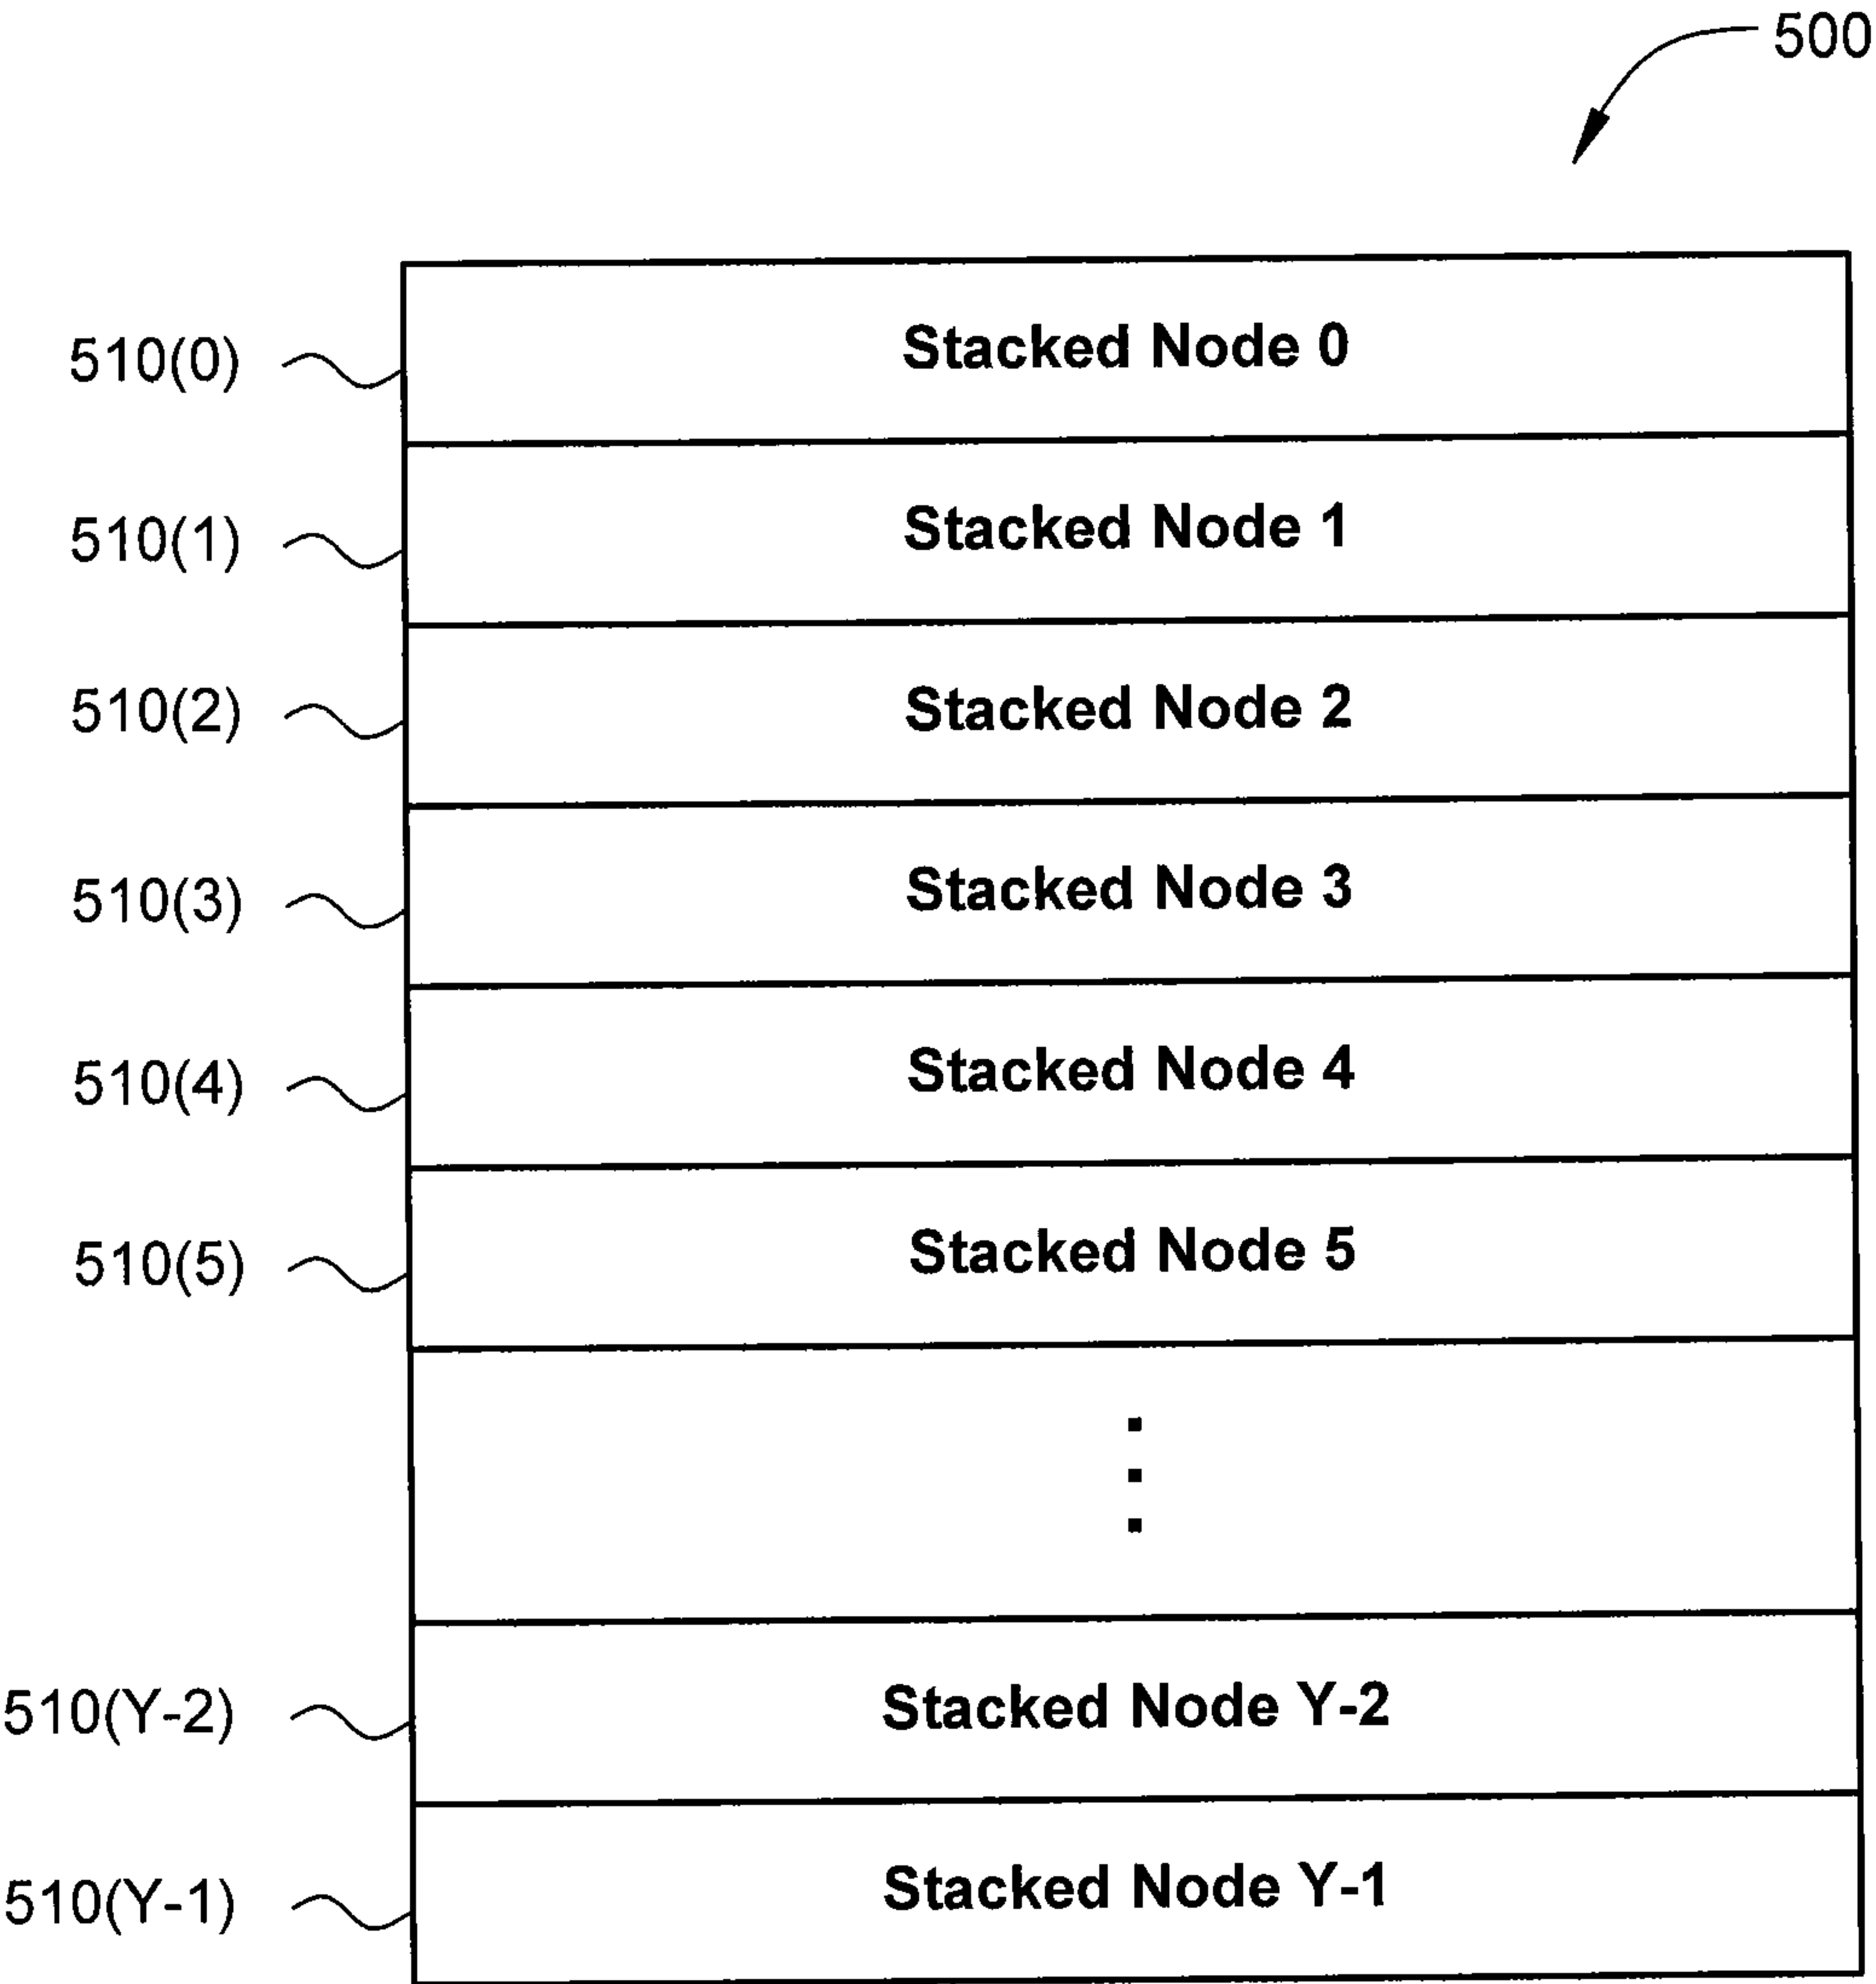 500
510(0) Stacked Node 0
510(1) Stacked Node 1
510(2) Stacked Node 2
510(3) Stacked Node 3
510(4) Stacked Node 4
510(5) Stacked Node 5
510(Y-2) Stacked Node Y-2
510(Y-1) Stacked Node Y-1